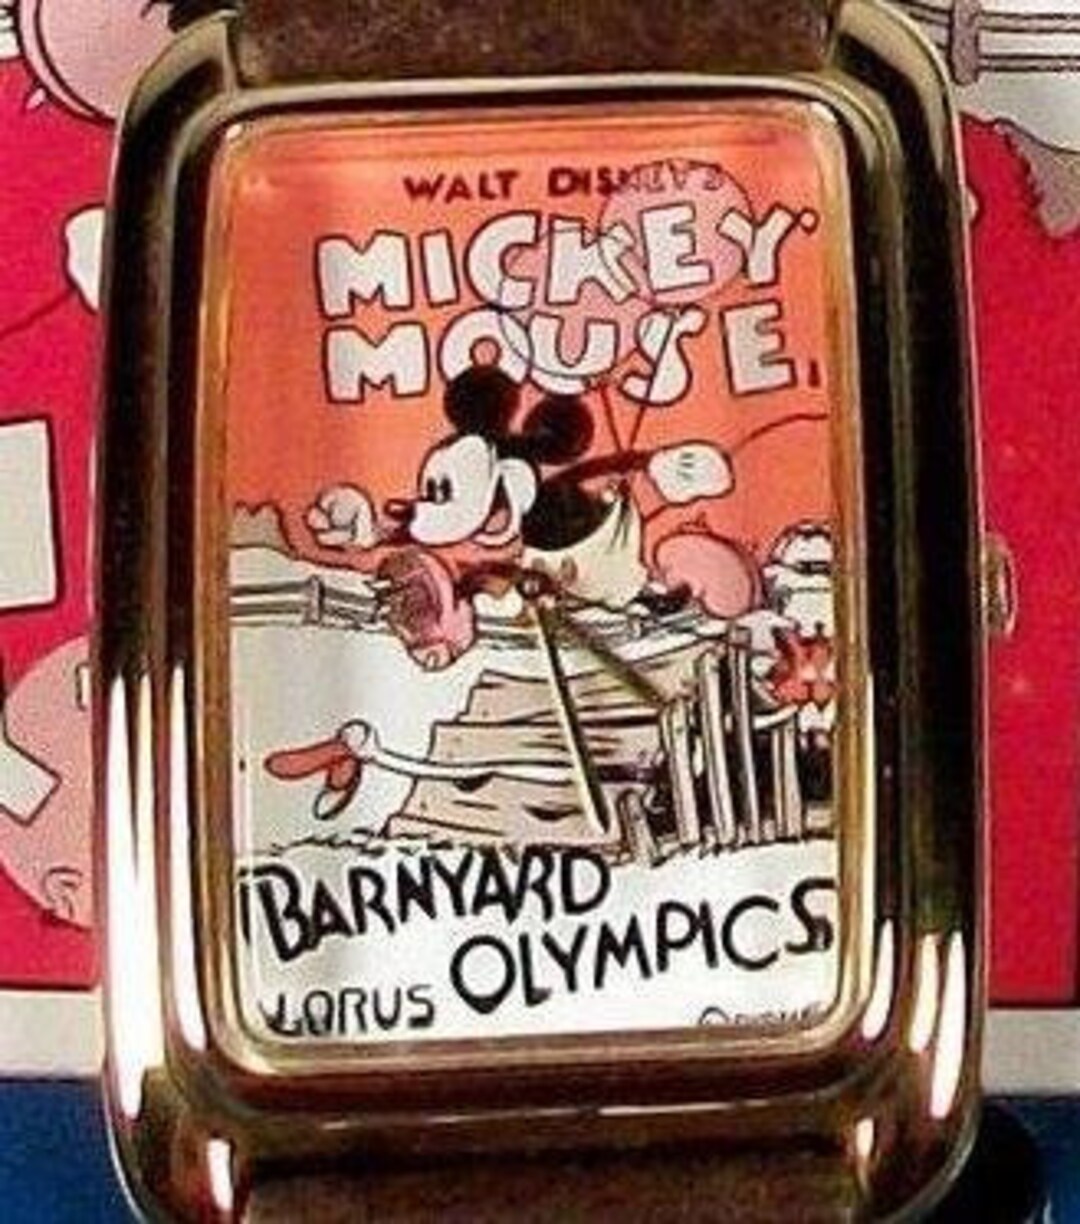 WALT DISNEY'S
MICKEY
MOUSE
BARNYARD
OLYMPICS
LORUS